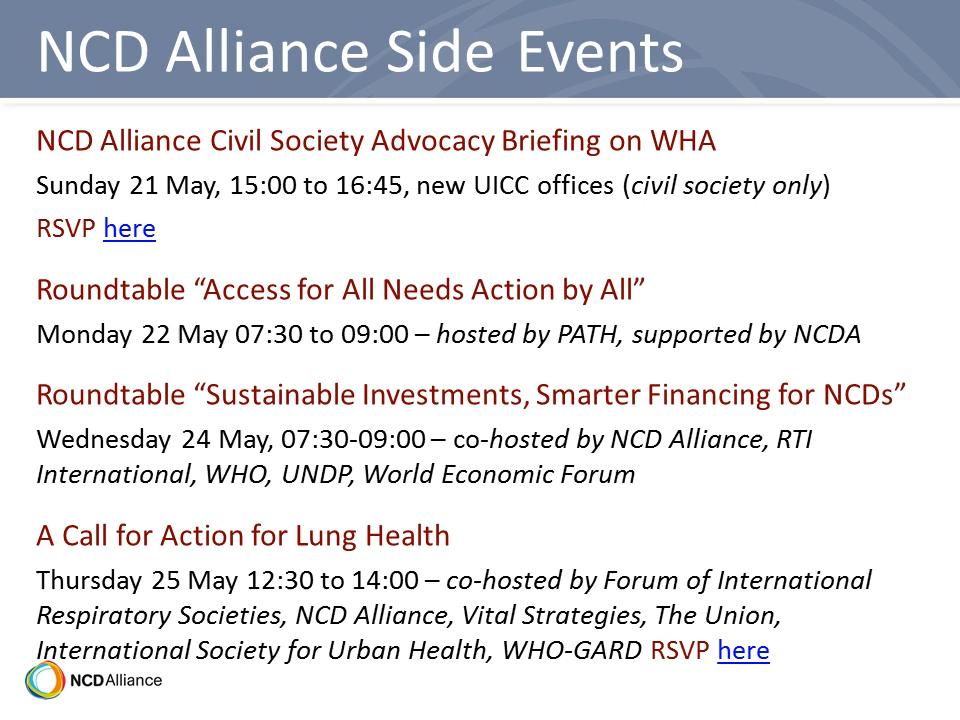 NCD Alliance Side Events
NCD Alliance Civil Society Advocacy Briefing on WHA
Sunday 21 May, 15:00 to 16:45, new UICC offices (civil society only)
RSVP here
Roundtable “Access for All Needs Action by All”
Monday 22 May 07:30 to 09:00 – hosted by PATH, supported by NCDA
Roundtable “Sustainable Investments, Smarter Financing for NCDs”
Wednesday 24 May, 07:30-09:00 – co-hosted by NCD Alliance, RTI
International, WHO, UNDP, World Economic Forum
A Call for Action for Lung Health
Thursday 25 May 12:30 to 14:00 – co-hosted by Forum of International
Respiratory Societies, NCD Alliance, Vital Strategies, The Union,
International Society for Urban Health, WHO-GARD RSVP here
NCD Alliance